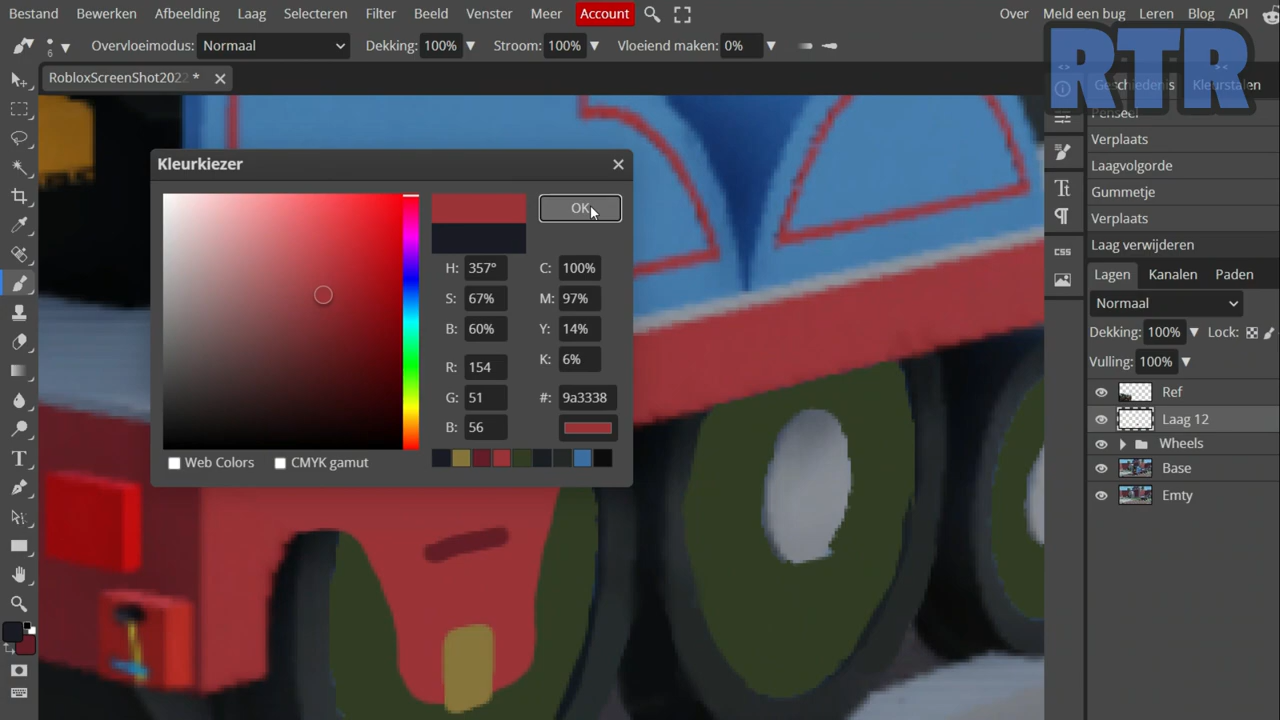 Bestand Bewerken Afbeelding Laag Selecteren Filter Beeld Venster Meer Account Over Meld een bug Leren Blog API
6 Overvloeimodus: Normaal Dekking: 100% Stroom: 100% Vloeiend maken: 0%
RobloxScreenShot2022 *
RTR
Geschiedenis Kleurstalen
Penseel
Verplaats
Laagvolgorde
Gummetje
Verplaats
Laag verwijderen
Lagen Kanalen Paden
Normaal
Dekking: 100% Lock:
Vulling: 100%
Ref
Laag 12
Wheels
Base
Emty
CSS
Kleurkiezer
OK
H: 357° C: 100%
S: 67% M: 97%
B: 60% Y: 14%
K: 6%
R: 154
G: 51 #: 9a3338
B: 56
Web Colors CMYK gamut